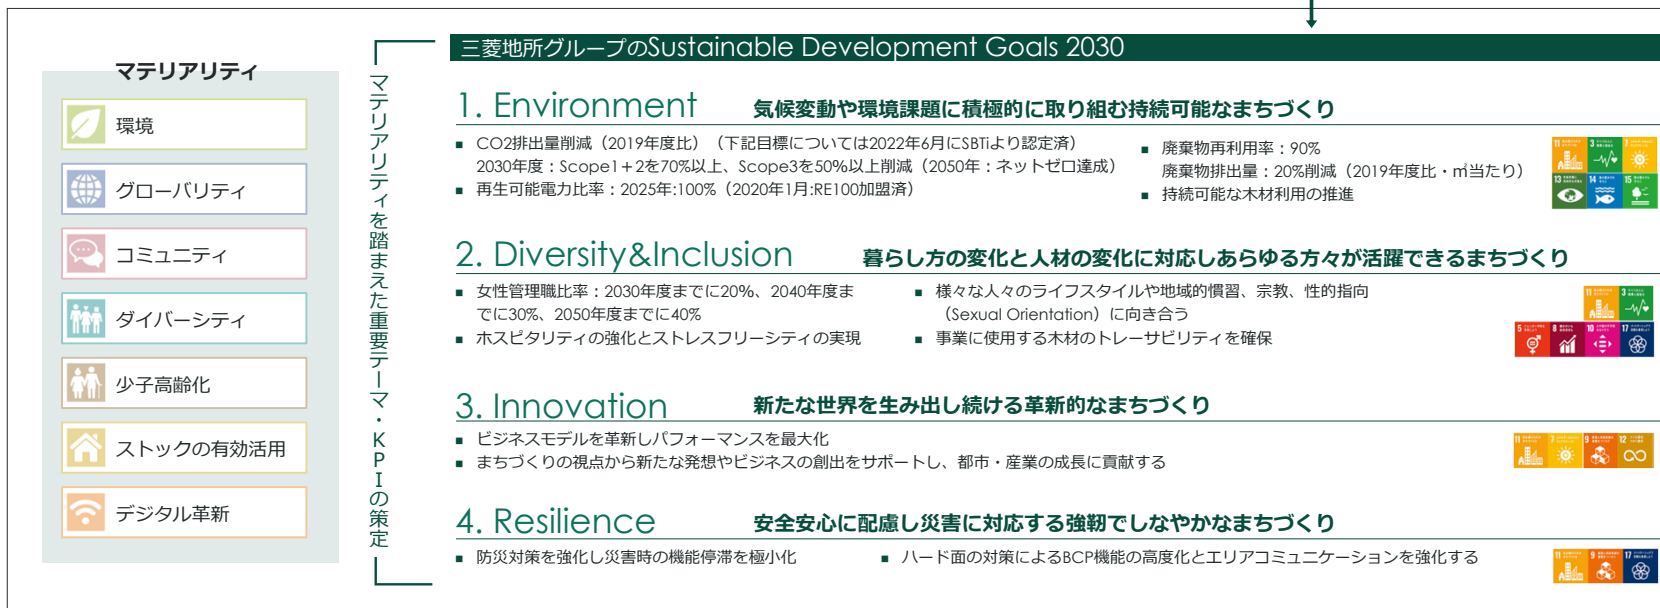 マテリアリティ
環境
グローバリティ
コミュニティ
ダイバーシティ
少子高齢化
ストックの有効活用
デジタル革新
マテリアリティを踏まえた重要テーマ・KPIの策定
三菱地所グループのSustainable Development Goals 2030
1. Environment 気候変動や環境課題に積極的に取り組む持続可能なまちづくり
■ CO2排出量削減（2019年度比）（下記目標については2022年6月にSBTiより認定済）
2030年度：Scope1＋2を70%以上、Scope3を50%以上削減（2050年：ネットゼロ達成）
■ 再生可能電力比率：2025年:100%（2020年1月:RE100加盟済）
■ 廃棄物再利用率：90%
廃棄物排出量：20%削減（2019年度比・㎡当たり）
■ 持続可能な木材利用の推進
11 3 7
13 14 15
2. Diversity&Inclusion 暮らし方の変化と人材の変化に対応しあらゆる方々が活躍できるまちづくり
■ 女性管理職比率：2030年度までに20%、2040年度ま
でに30%、2050年度までに40%
■ ホスピタリティの強化とストレスフリーシティの実現
■ 様々な人々のライフスタイルや地域的慣習、宗教、性的指向
（Sexual Orientation）に向き合う
■ 事業に使用する木材のトレーサビリティを確保
11 3
5 8 10 17
3. Innovation 新たな世界を生み出し続ける革新的なまちづくり
■ ビジネスモデルを革新しパフォーマンスを最大化
■ まちづくりの視点から新たな発想やビジネスの創出をサポートし、都市・産業の成長に貢献する
11 7 9 12
4. Resilience 安全安心に配慮し災害に対応する強靭でしなやかなまちづくり
■ 防災対策を強化し災害時の機能停滞を極小化
■ ハード面の対策によるBCP機能の高度化とエリアコミュニケーションを強化する
11 9 17